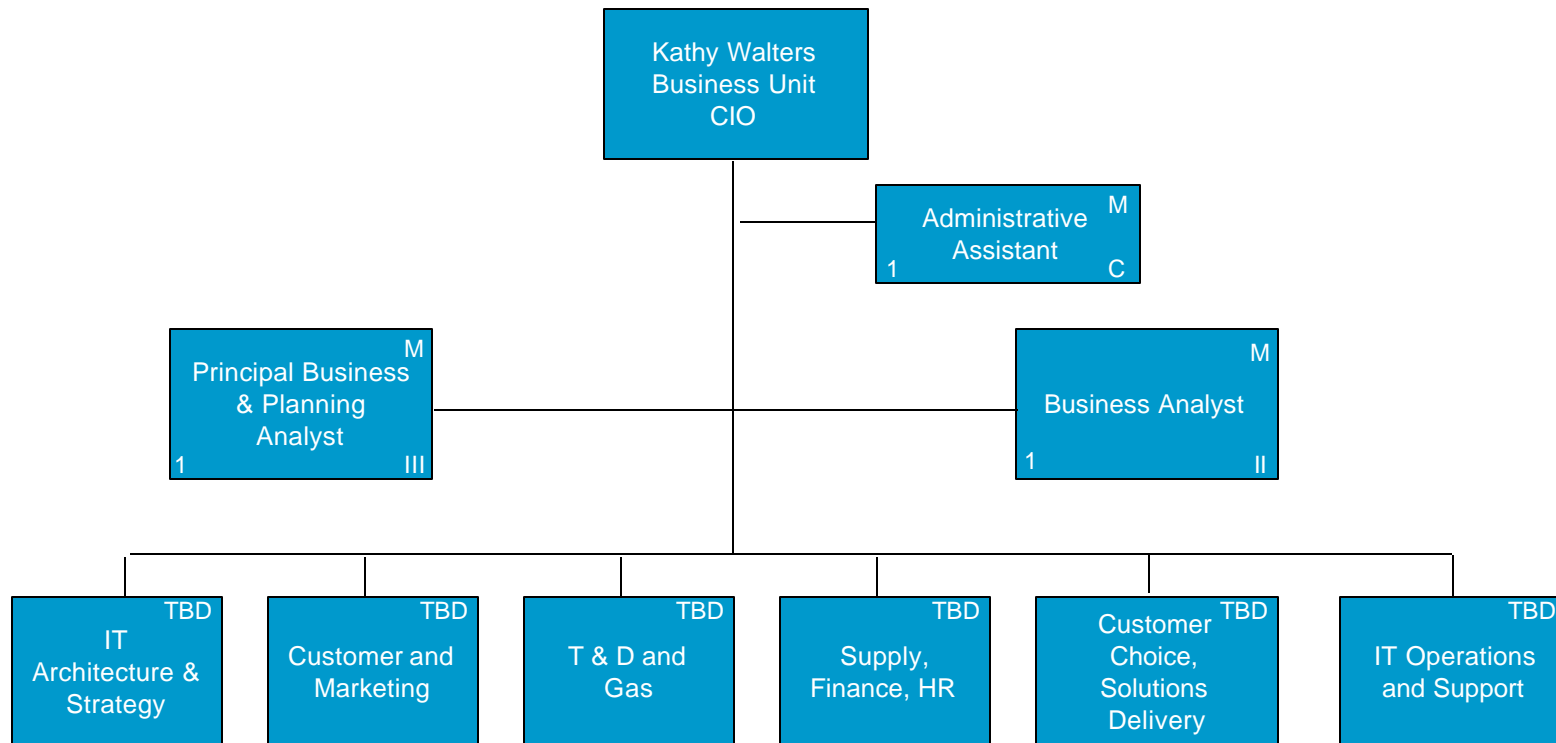 Kathy Walters
Business Unit
CIO
M
Administrative
Assistant
1
C
M
Principal Business
& Planning
Analyst
1
III
M
Business Analyst
1
II
TBD
IT
Architecture &
Strategy
TBD
Customer and
Marketing
TBD
T & D and
Gas
TBD
Supply,
Finance, HR
TBD
Customer
Choice,
Solutions
Delivery
TBD
IT Operations
and Support